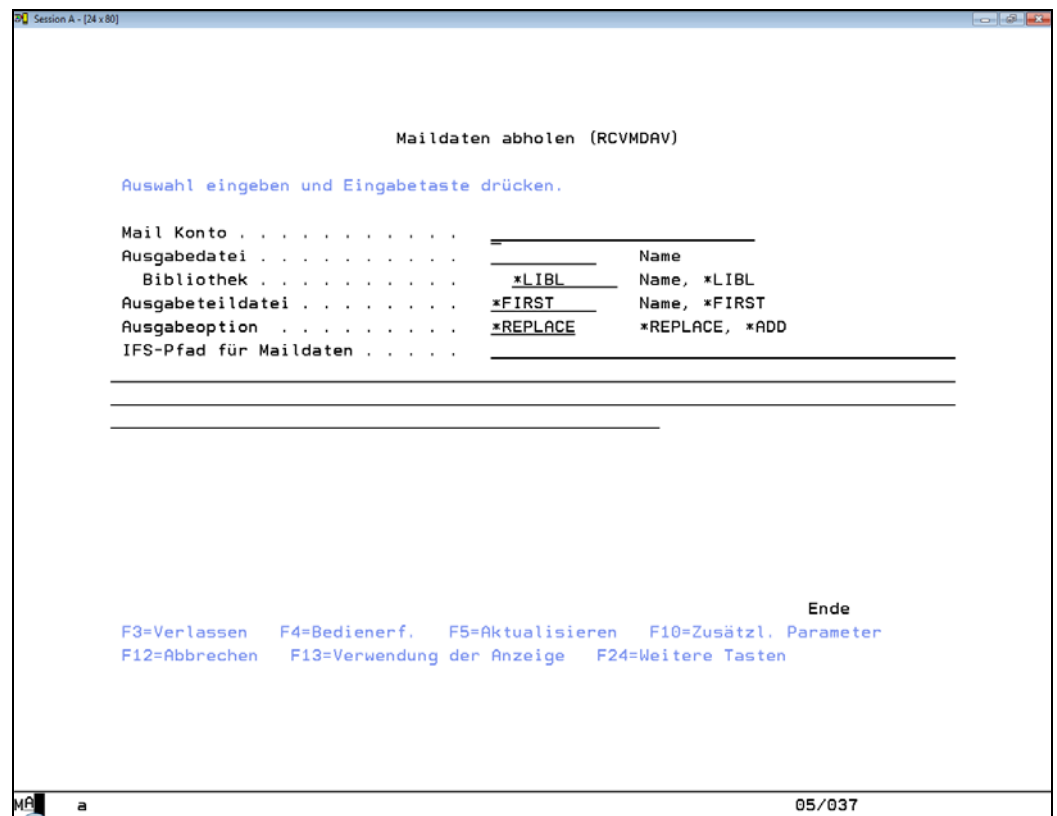 Session A - [24 x 80]
Maildaten abholen (RCVMDAV)
Auswahl eingeben und Eingabetaste drücken.
Mail Konto . . . . . . . . . . .
Ausgabedatei . . . . . . . . . . Name
Bibliothek . . . . . . . . . . *LIBL Name, *LIBL
Ausgabeteildatei . . . . . . . . *FIRST Name, *FIRST
Ausgabeoption . . . . . . . . . *REPLACE *REPLACE, *ADD
IFS-Pfad für Maildaten . . . . .
Ende
F3=Verlassen F4=Bedienerf. F5=Aktualisieren F10=Zusätzl. Parameter
F12=Abbrechen F13=Verwendung der Anzeige F24=Weitere Tasten
MA a 05/037